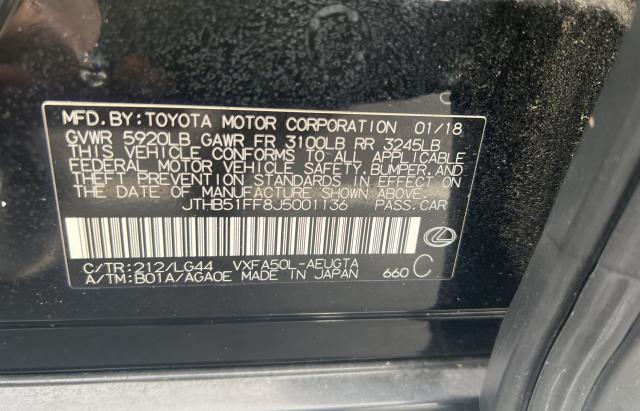 MFD.BY:TOYOTA MOTOR CORPORATION 01/18
GVWR 5920LB GAWR FR 3100LB RR 3245LB
THIS VEHICLE CONFORMS TO ALL APPLICABLE
FEDERAL MOTOR VEHICLE SAFETY,BUMPER,AND
THEFT PREVENTION STANDARDS IN EFFECT ON
THE DATE OF MANUFACTURE SHOWN ABOVE.
JTHB51FF8J5001136 PASS.CAR
C/TR:212/LG44 VXFA50L-AEUGTA
A/TM:B01A/AGA0E MADE IN JAPAN 660 C